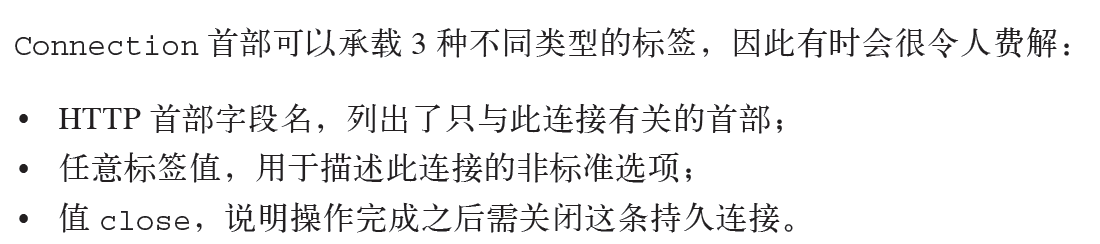 Connection 首部可以承载 3 种不同类型的标签，因此有时会很令人费解：
• HTTP 首部字段名，列出了只与此连接有关的首部；
• 任意标签值，用于描述此连接的非标准选项；
• 值 close，说明操作完成之后需关闭这条持久连接。